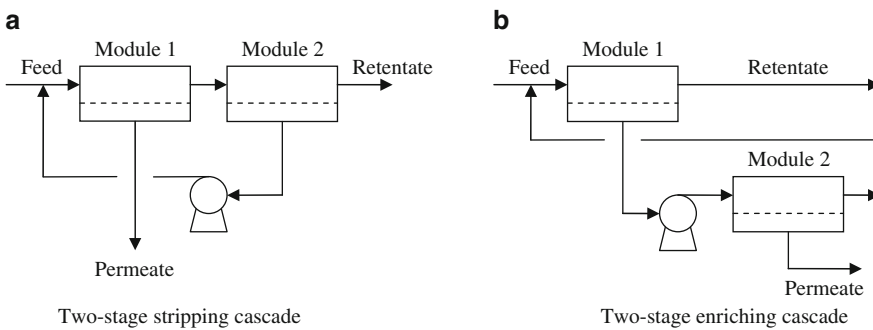 a
Module 1
Module 2
Feed
Retentate
Permeate
Two-stage stripping cascade
b
Module 1
Feed
Retentate
Module 2
Permeate
Two-stage enriching cascade